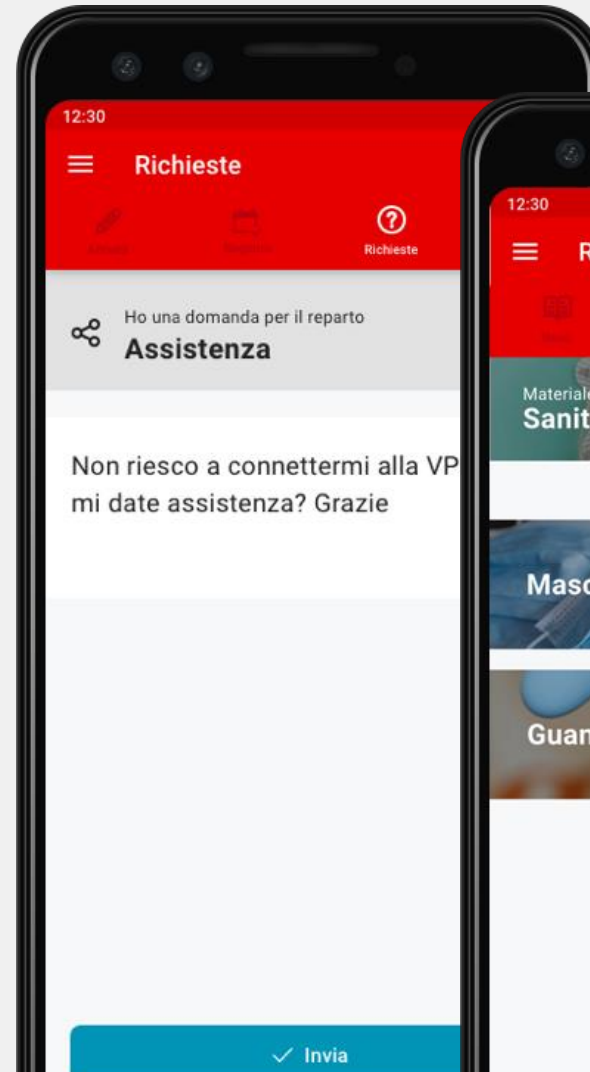 12:30
Richieste
Richieste
Ho una domanda per il reparto
Assistenza
Non riesco a connettermi alla VP
mi date assistenza? Grazie
Invia
12:30
R
Materiale
Sanit
Masc
Guan